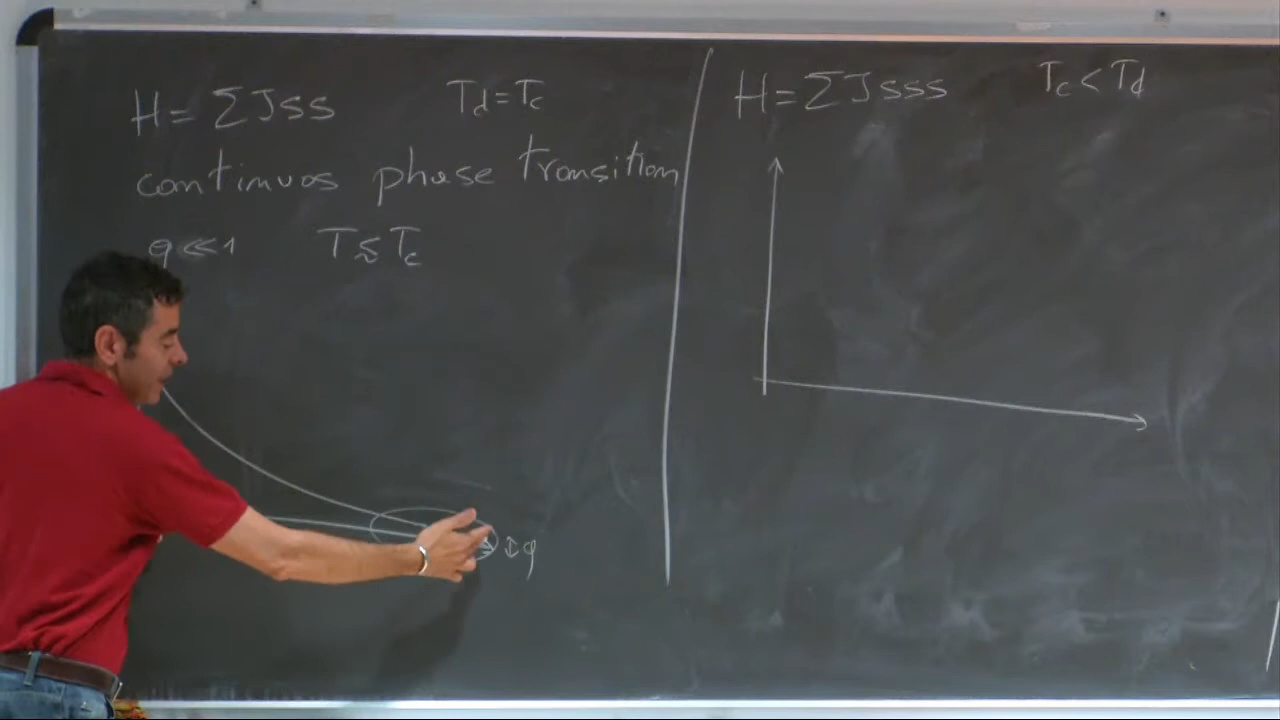 H = ΣJss    Td = Tc
continuos phase transition
q ≪ 1    T ≲ Tc
↕q
H = ΣJsss    Tc < Td